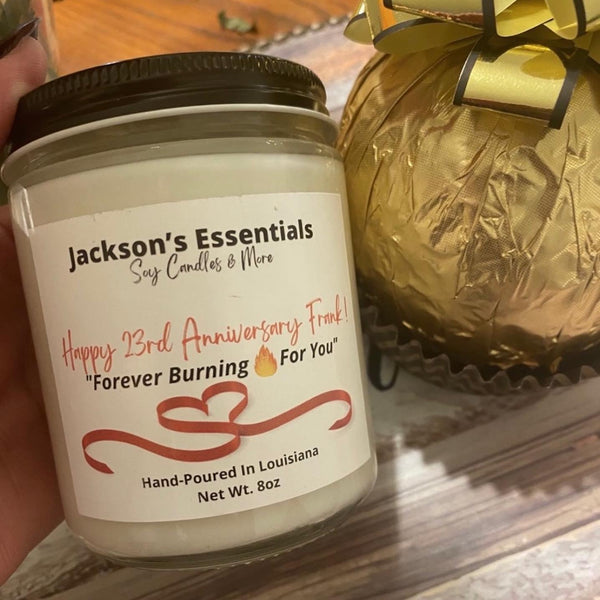 Jackson's Essentials
Soy Candles & More
Happy 23rd Anniversary Frank!
"Forever Burning 🔥For You"
Hand-Poured In Louisiana
Net Wt. 8oz